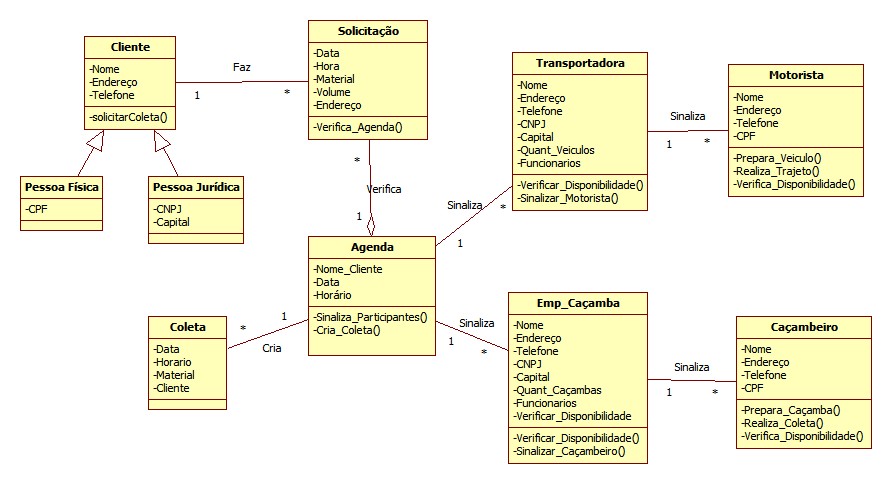 Cliente
-Nome
-Endereço
-Telefone
-solicitarColeta()
Faz
1
*
Solicitação
-Data
-Hora
-Material
-Volume
-Endereço
-Verifica_Agenda()
Pessoa Física
-CPF
Pessoa Jurídica
-CNPJ
-Capital
*
Verifica
1
Agenda
-Nome_Cliente
-Data
-Horário
-Sinaliza_Participantes()
-Cria_Coleta()
Coleta
-Data
-Horario
-Material
-Cliente
*
1
Cria
Sinaliza
1
*
Transportadora
-Nome
-Endereço
-Telefone
-CNPJ
-Capital
-Quant_Veiculos
-Funcionarios
-Verificar_Disponibilidade()
-Sinalizar_Motorista()
Sinaliza
1
*
Motorista
-Nome
-Endereço
-Telefone
-CPF
-Prepara_Veiculo()
-Realiza_Trajeto()
-Verifica_Disponibilidade()
Sinaliza
1
*
Emp_Caçamba
-Nome
-Endereço
-Telefone
-CNPJ
-Capital
-Quant_Caçambas
-Funcionarios
-Verificar_Disponibilidade
-Verificar_Disponibilidade()
-Sinalizar_Caçambeiro()
Sinaliza
1
*
Caçambeiro
-Nome
-Endereço
-Telefone
-CPF
-Prepara_Caçamba()
-Realiza_Coleta()
-Verifica_Disponibilidade()